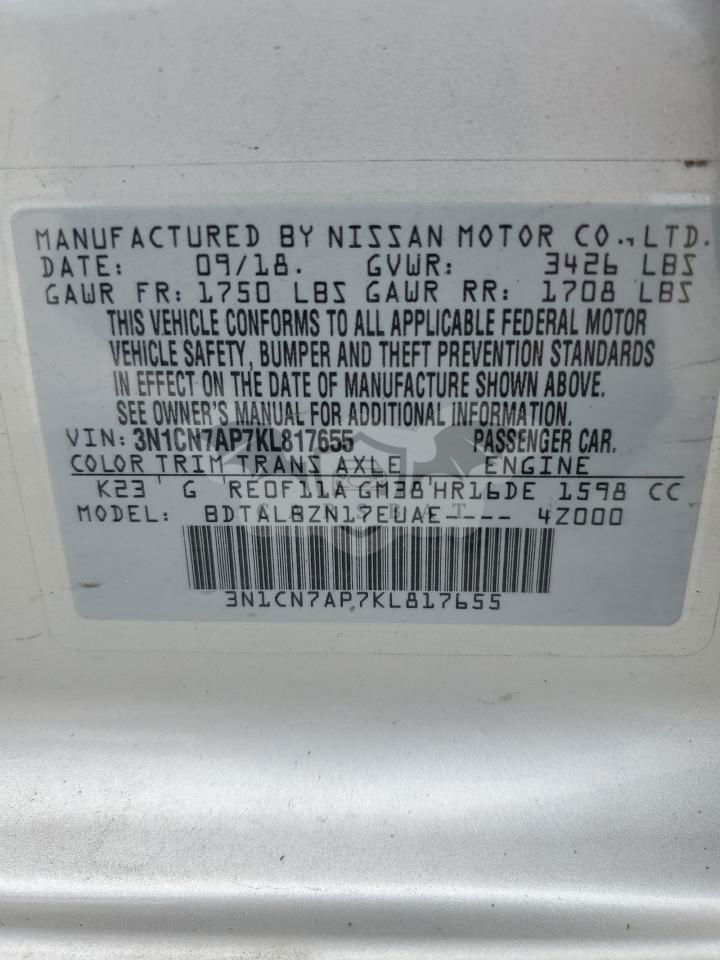 MANUFACTURED BY NISSAN MOTOR CO., LTD.
DATE: 09/18. GVWR: 3426 LBS
GAWR FR: 1750 LBS GAWR RR: 1708 LBS
THIS VEHICLE CONFORMS TO ALL APPLICABLE FEDERAL MOTOR
VEHICLE SAFETY, BUMPER AND THEFT PREVENTION STANDARDS
IN EFFECT ON THE DATE OF MANUFACTURE SHOWN ABOVE.
SEE OWNER'S MANUAL FOR ADDITIONAL INFORMATION.
VIN: 3N1CN7AP7KL817655 PASSENGER CAR.
COLOR TRIM TRANS AXLE ENGINE
K23 G RE0F11A GM38 HR16DE 1598 CC
MODEL: BDTALBZN17EUAE---- 4Z000
3N1CN7AP7KL817655